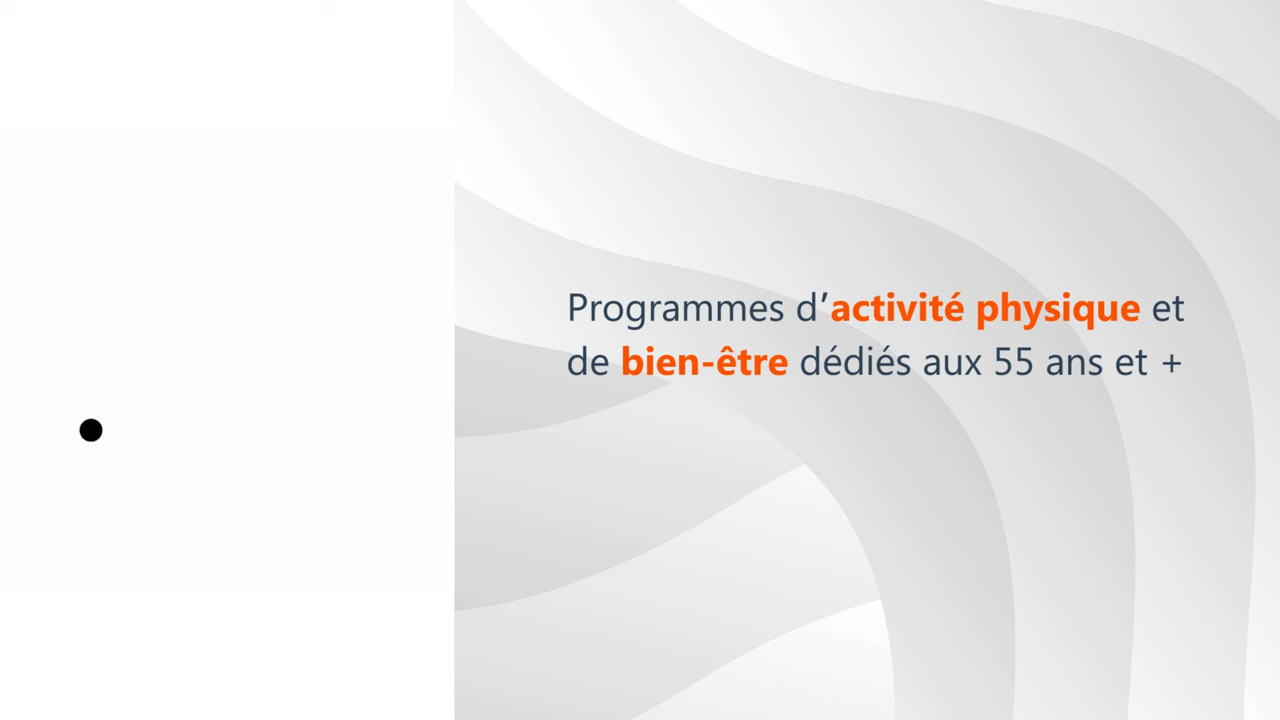 Programmes d’activité physique et
de bien-être dédiés aux 55 ans et +